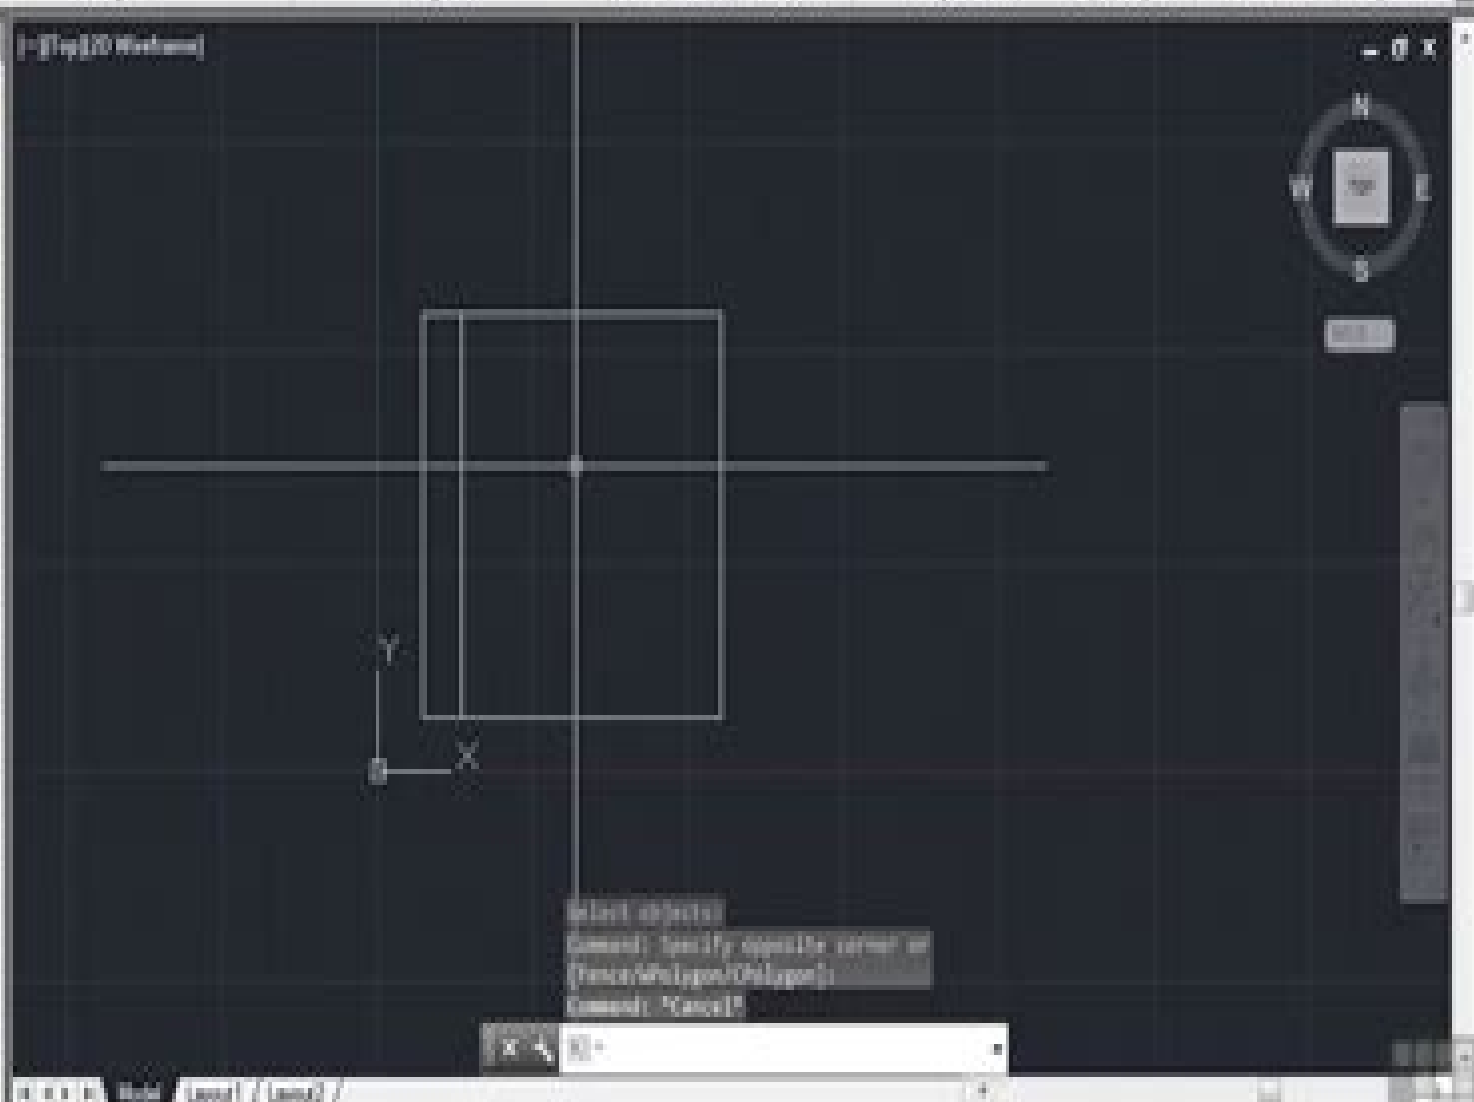 [-][Top][2D Wireframe]
N
W
TOP
E
S
Y
X
Select objects:
Command: Specify opposite corner or
[Fence/WPolygon/CPolygon]:
Command: *Cancel*
Model Layout1 Layout2